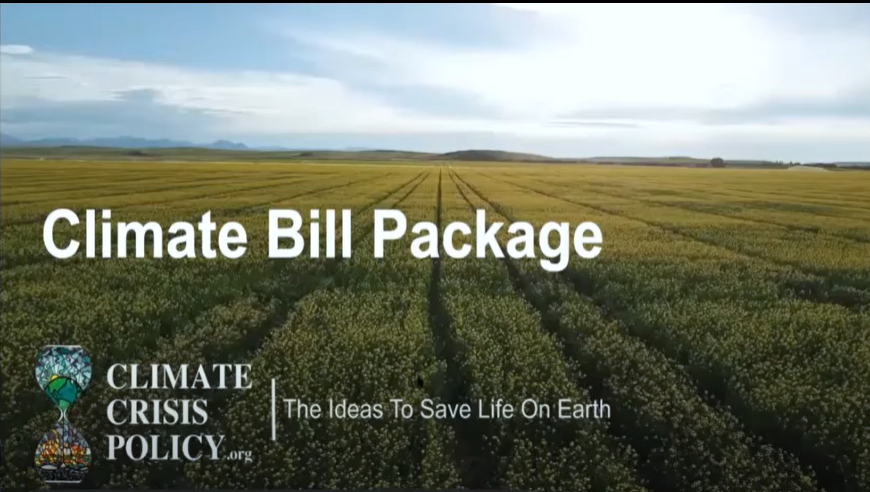 Climate Bill Package
CLIMATE
CRISIS
POLICY.org
The Ideas To Save Life On Earth